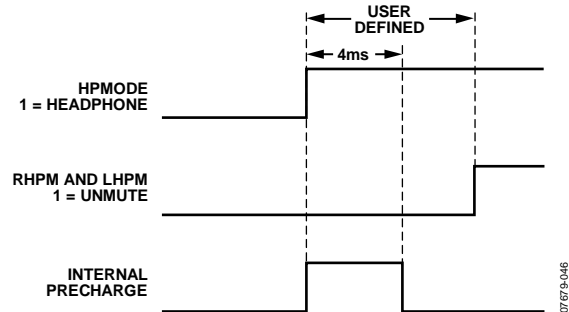 USER
DEFINED
4ms
HPMODE
1 = HEADPHONE
RHPM AND LHPM
1 = UNMUTE
INTERNAL
PRECHARGE
07679-046